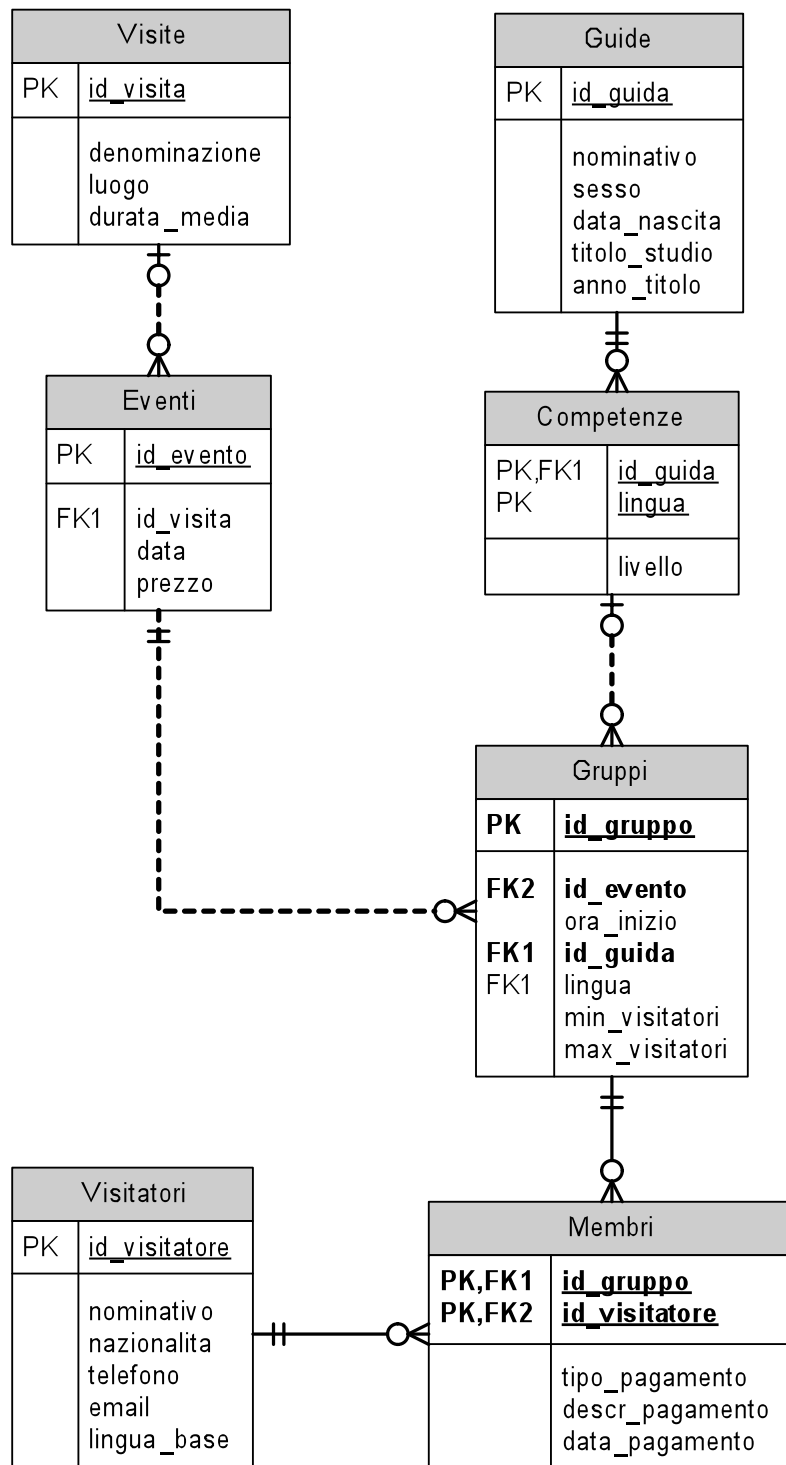 Visite
PK id_visita
denominazione
luogo
durata_media
Guide
PK id_guida
nominativo
sesso
data_nascita
titolo_studio
anno_titolo
Eventi
PK id_evento
FK1 id_visita
data
prezzo
Competenze
PK,FK1 id_guida
PK lingua
livello
Gruppi
PK id_gruppo
FK2 id_evento
ora_inizio
FK1 id_guida
FK1 lingua
min_visitatori
max_visitatori
Visitatori
PK id_visitatore
nominativo
nazionalita
telefono
email
lingua_base
Membri
PK,FK1 id_gruppo
PK,FK2 id_visitatore
tipo_pagamento
descr_pagamento
data_pagamento